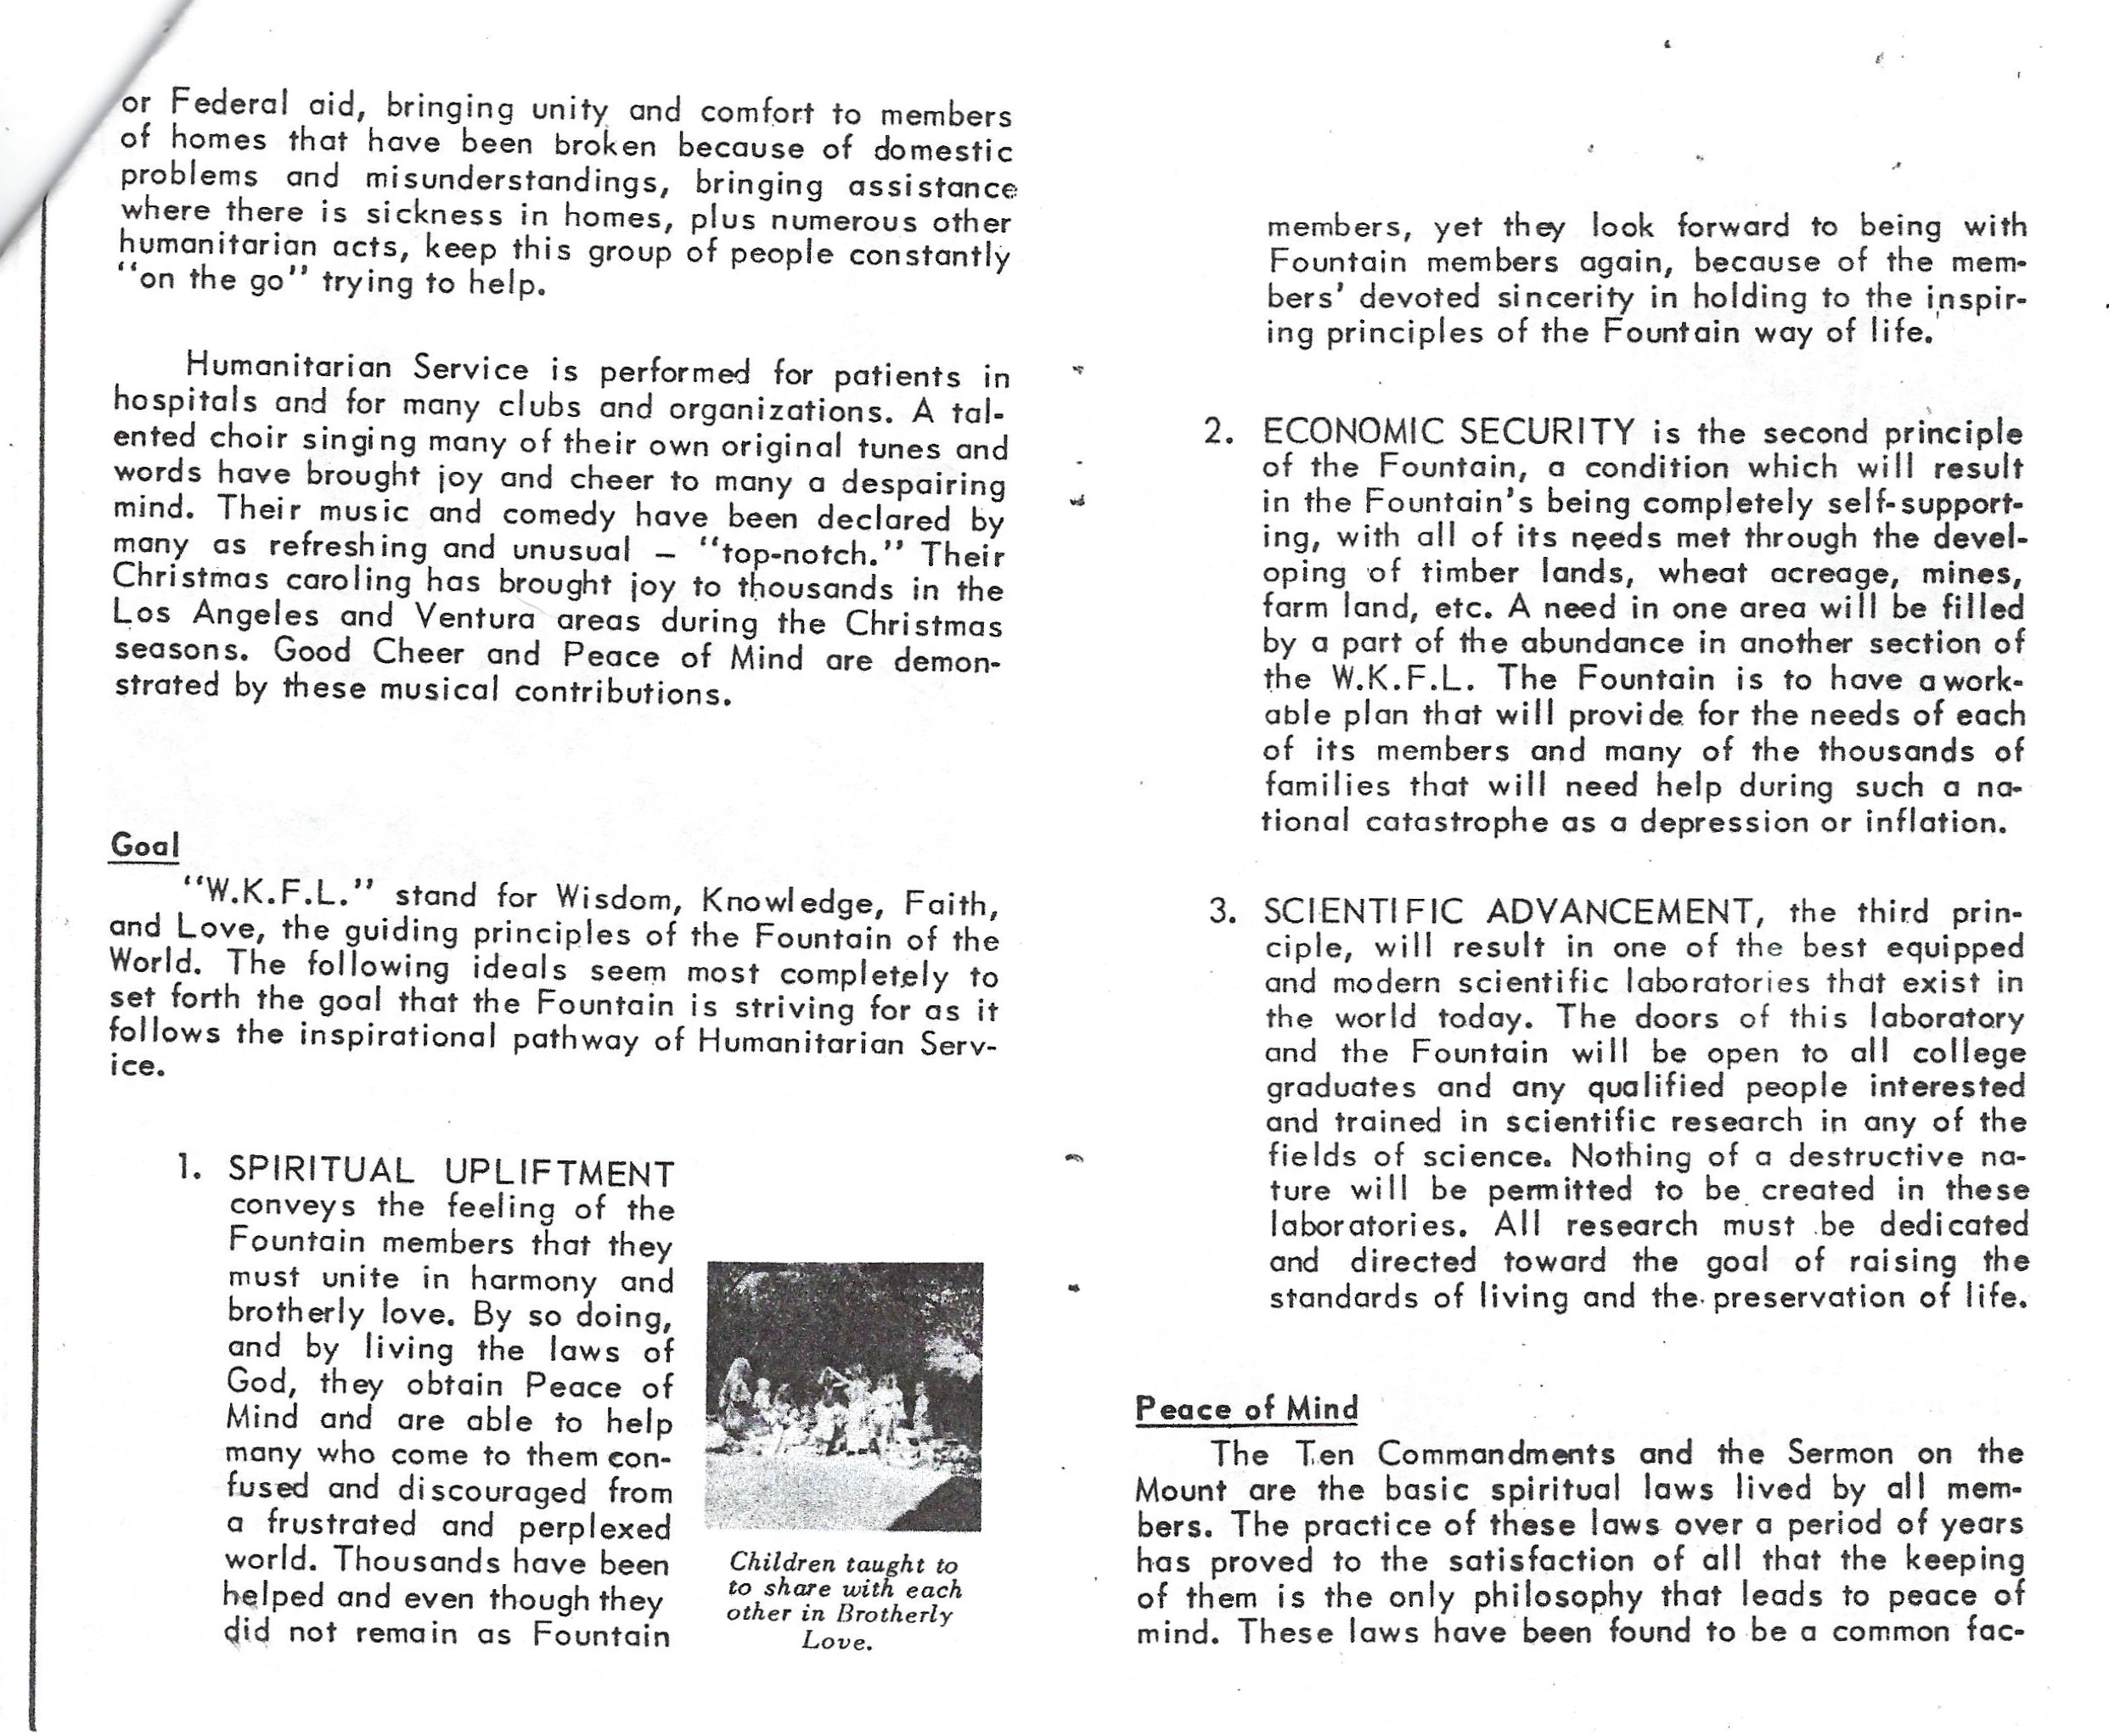 or Federal aid, bringing unity and comfort to members
of homes that have been broken because of domestic
problems and misunderstandings, bringing assistance
where there is sickness in homes, plus numerous other
humanitarian acts, keep this group of people constantly
“on the go” trying to help.
Humanitarian Service is performed for patients in
hospitals and for many clubs and organizations. A tal-
ented choir singing many of their own original tunes and
words have brought joy and cheer to many a despairing
mind. Their music and comedy have been declared by
many as refreshing and unusual – “top-notch.” Their
Christmas caroling has brought joy to thousands in the
Los Angeles and Ventura areas during the Christmas
seasons. Good Cheer and Peace of Mind are demon-
strated by these musical contributions.
Goal
“W.K.F.L.” stand for Wisdom, Knowledge, Faith,
and Love, the guiding principles of the Fountain of the
World. The following ideals seem most completely to
set forth the goal that the Fountain is striving for as it
follows the inspirational pathway of Humanitarian Serv-
ice.
1. SPIRITUAL UPLIFTMENT
conveys the feeling of the
Fountain members that they
must unite in harmony and
brotherly love. By so doing,
and by living the laws of
God, they obtain Peace of
Mind and are able to help
many who come to them con-
fused and discouraged from
a frustrated and perplexed
world. Thousands have been
helped and even though they
did not remain as Fountain
Children taught to
to share with each
other in Brotherly
Love.
members, yet they look forward to being with
Fountain members again, because of the mem-
bers’ devoted sincerity in holding to the inspir-
ing principles of the Fountain way of life.
2. ECONOMIC SECURITY is the second principle
of the Fountain, a condition which will result
in the Fountain’s being completely self-support-
ing, with all of its needs met through the devel-
oping of timber lands, wheat acreage, mines,
farm land, etc. A need in one area will be filled
by a part of the abundance in another section of
the W.K.F.L. The Fountain is to have a work-
able plan that will provide for the needs of each
of its members and many of the thousands of
families that will need help during such a na-
tional catastrophe as a depression or inflation.
3. SCIENTIFIC ADVANCEMENT, the third prin-
ciple, will result in one of the best equipped
and modern scientific laboratories that exist in
the world today. The doors of this laboratory
and the Fountain will be open to all college
graduates and any qualified people interested
and trained in scientific research in any of the
fields of science. Nothing of a destructive na-
ture will be permitted to be created in these
laboratories. All research must be dedicated
and directed toward the goal of raising the
standards of living and the preservation of life.
Peace of Mind
The Ten Commandments and the Sermon on the
Mount are the basic spiritual laws lived by all mem-
bers. The practice of these laws over a period of years
has proved to the satisfaction of all that the keeping
of them is the only philosophy that leads to peace of
mind. These laws have been found to be a common fac-